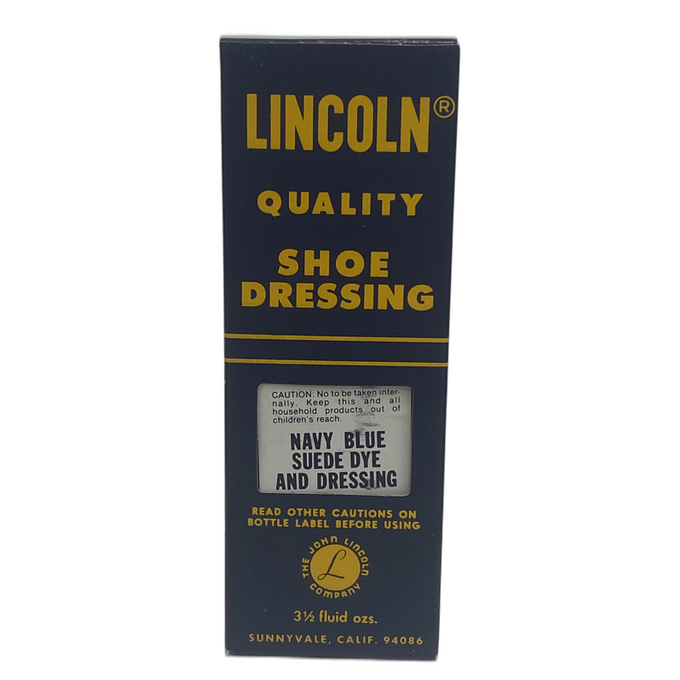 LINCOLN®
QUALITY
SHOE
DRESSING
CAUTION: No to be taken inter-
nally. Keep this and all
household products out of
children's reach.
NAVY BLUE
SUEDE DYE
AND DRESSING
READ OTHER CAUTIONS ON
BOTTLE LABEL BEFORE USING
THE JOHN LINCOLN
COMPANY
L
3½ fluid ozs.
SUNNYVALE, CALIF. 94086